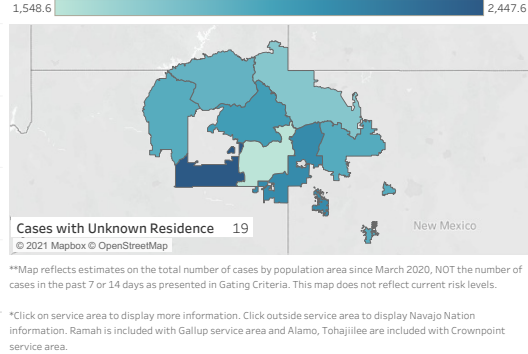 1,548.6 2,447.6
New Mexico
Cases with Unknown Residence 19
© 2021 Mapbox © OpenStreetMap
**Map reflects estimates on the total number of cases by population area since March 2020, NOT the number of
cases in the past 7 or 14 days as presented in Gating Criteria. This map does not reflect current risk levels.
*Click on service area to display more information. Click outside service area to display Navajo Nation
information. Ramah is included with Gallup service area and Alamo, Tohajiilee are included with Crownpoint
service area.